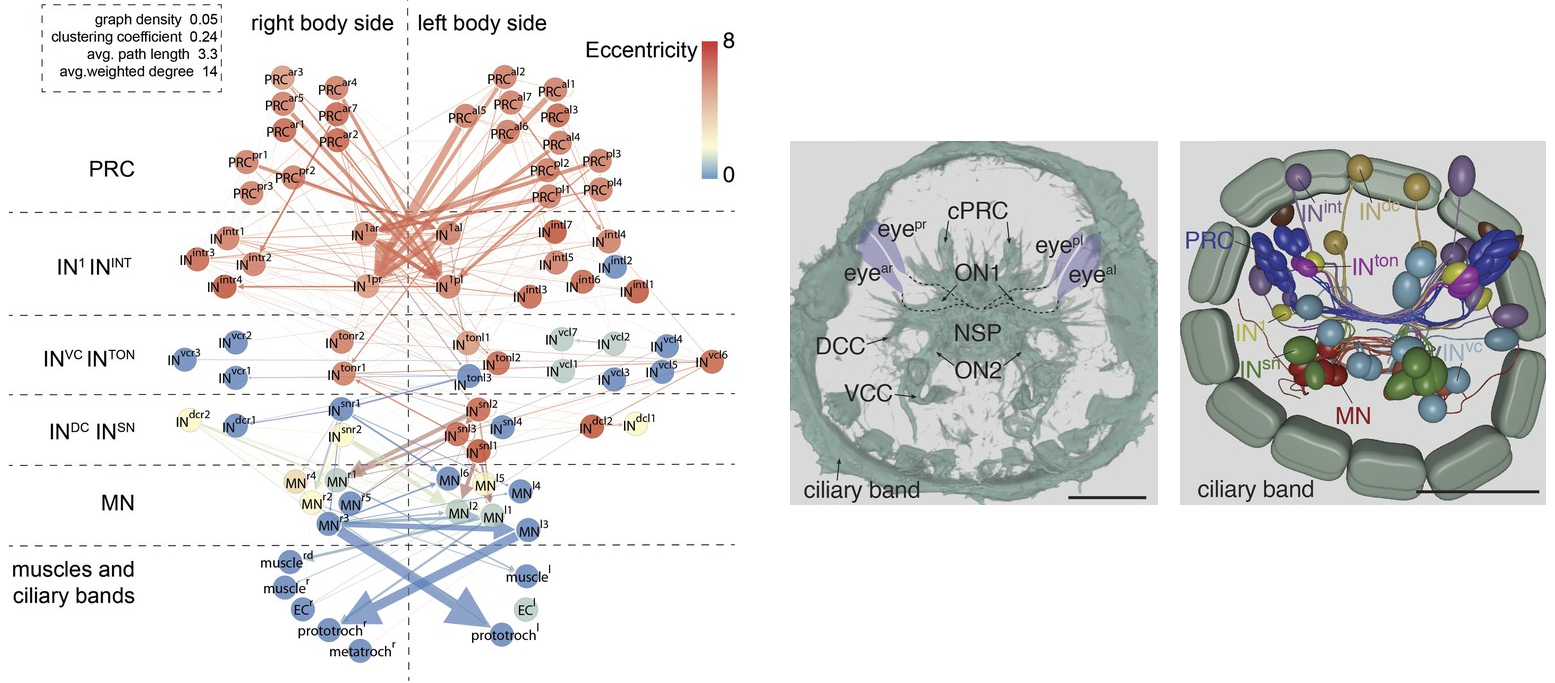 graph density 0.05
clustering coefficient 0.24
avg. path length 3.3
avg.weighted degree 14
right body side
left body side
Eccentricity
8
0
PRC
PRCar3
PRCar4
PRCar5
PRCar7
PRCar1
PRCar2
PRCpr1
PRCpr2
PRCpr3
PRCal2
PRCal1
PRCal7
PRCal5
PRCal3
PRCal6
PRCal4
PRCpl2
PRCpl3
PRCpl1
PRCpl4
IN1 ININT
INintr1
INintr3
INintr2
INintr4
IN1ar
IN1al
IN1pr
IN1pl
INintl7
INintl4
INintl5
INintl2
INintl6
INintl3
INintl1
INVC INTON
INvcr2
INvcr3
INvcr1
INtonr2
INtonr1
INtonl1
INtonl2
INtonl3
INvcl7
INvcl2
INvcl4
INvcl1
INvcl3
INvcl5
INvcl6
INDC INSN
INdcr2
INdcr1
INsnr1
INsnr2
INsnl2
INsnl3
INsnl4
INsnl1
INdcl2
INdcl1
MN
MNr4
MNr1
MNr2
MNr5
MNr3
MNl6
MNl5
MNl4
MNl2
MNl1
MNl3
muscles and
ciliary bands
musclerd
muscler
ECr
prototrochr
metatrochr
musclel
ECl
prototrochl
cPRC
eyepr
eyepl
eyear
ON1
eyeal
NSP
DCC
ON2
VCC
ciliary band
INint
INdc
PRC
INton
IN1
INsn
INvc
MN
ciliary band